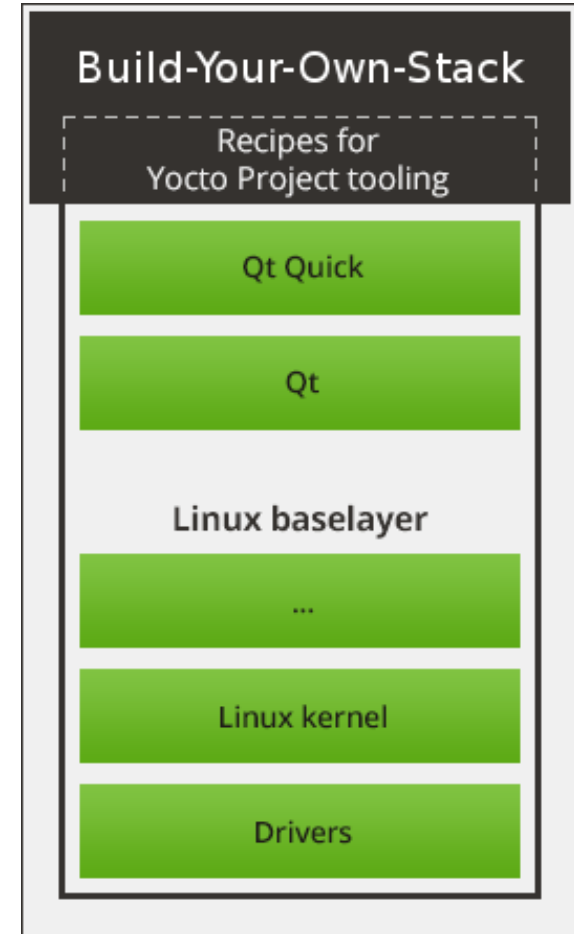 Build-Your-Own-Stack
Recipes for
Yocto Project tooling
Qt Quick
Qt
Linux baselayer
...
Linux kernel
Drivers